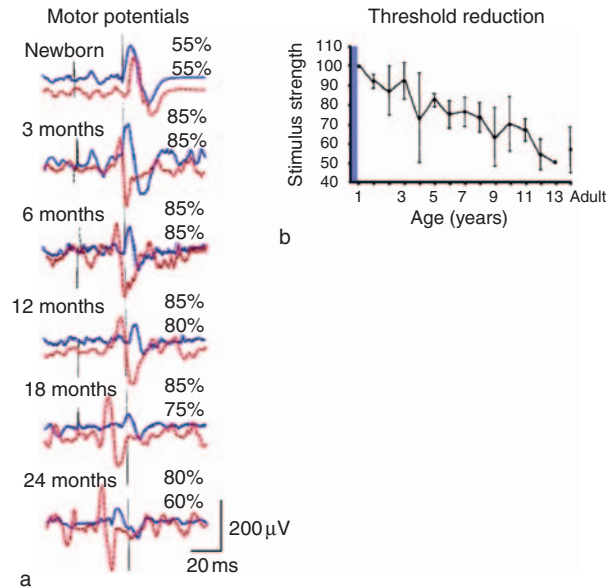 Motor potentials
Newborn
55%
55%
3 months
85%
85%
6 months
85%
85%
12 months
85%
80%
18 months
85%
75%
24 months
80%
60%
200 µV
20 ms
a
Threshold reduction
Stimulus strength
110
100
90
80
70
60
50
40
1 3 5 7 9 11 13 Adult
Age (years)
b